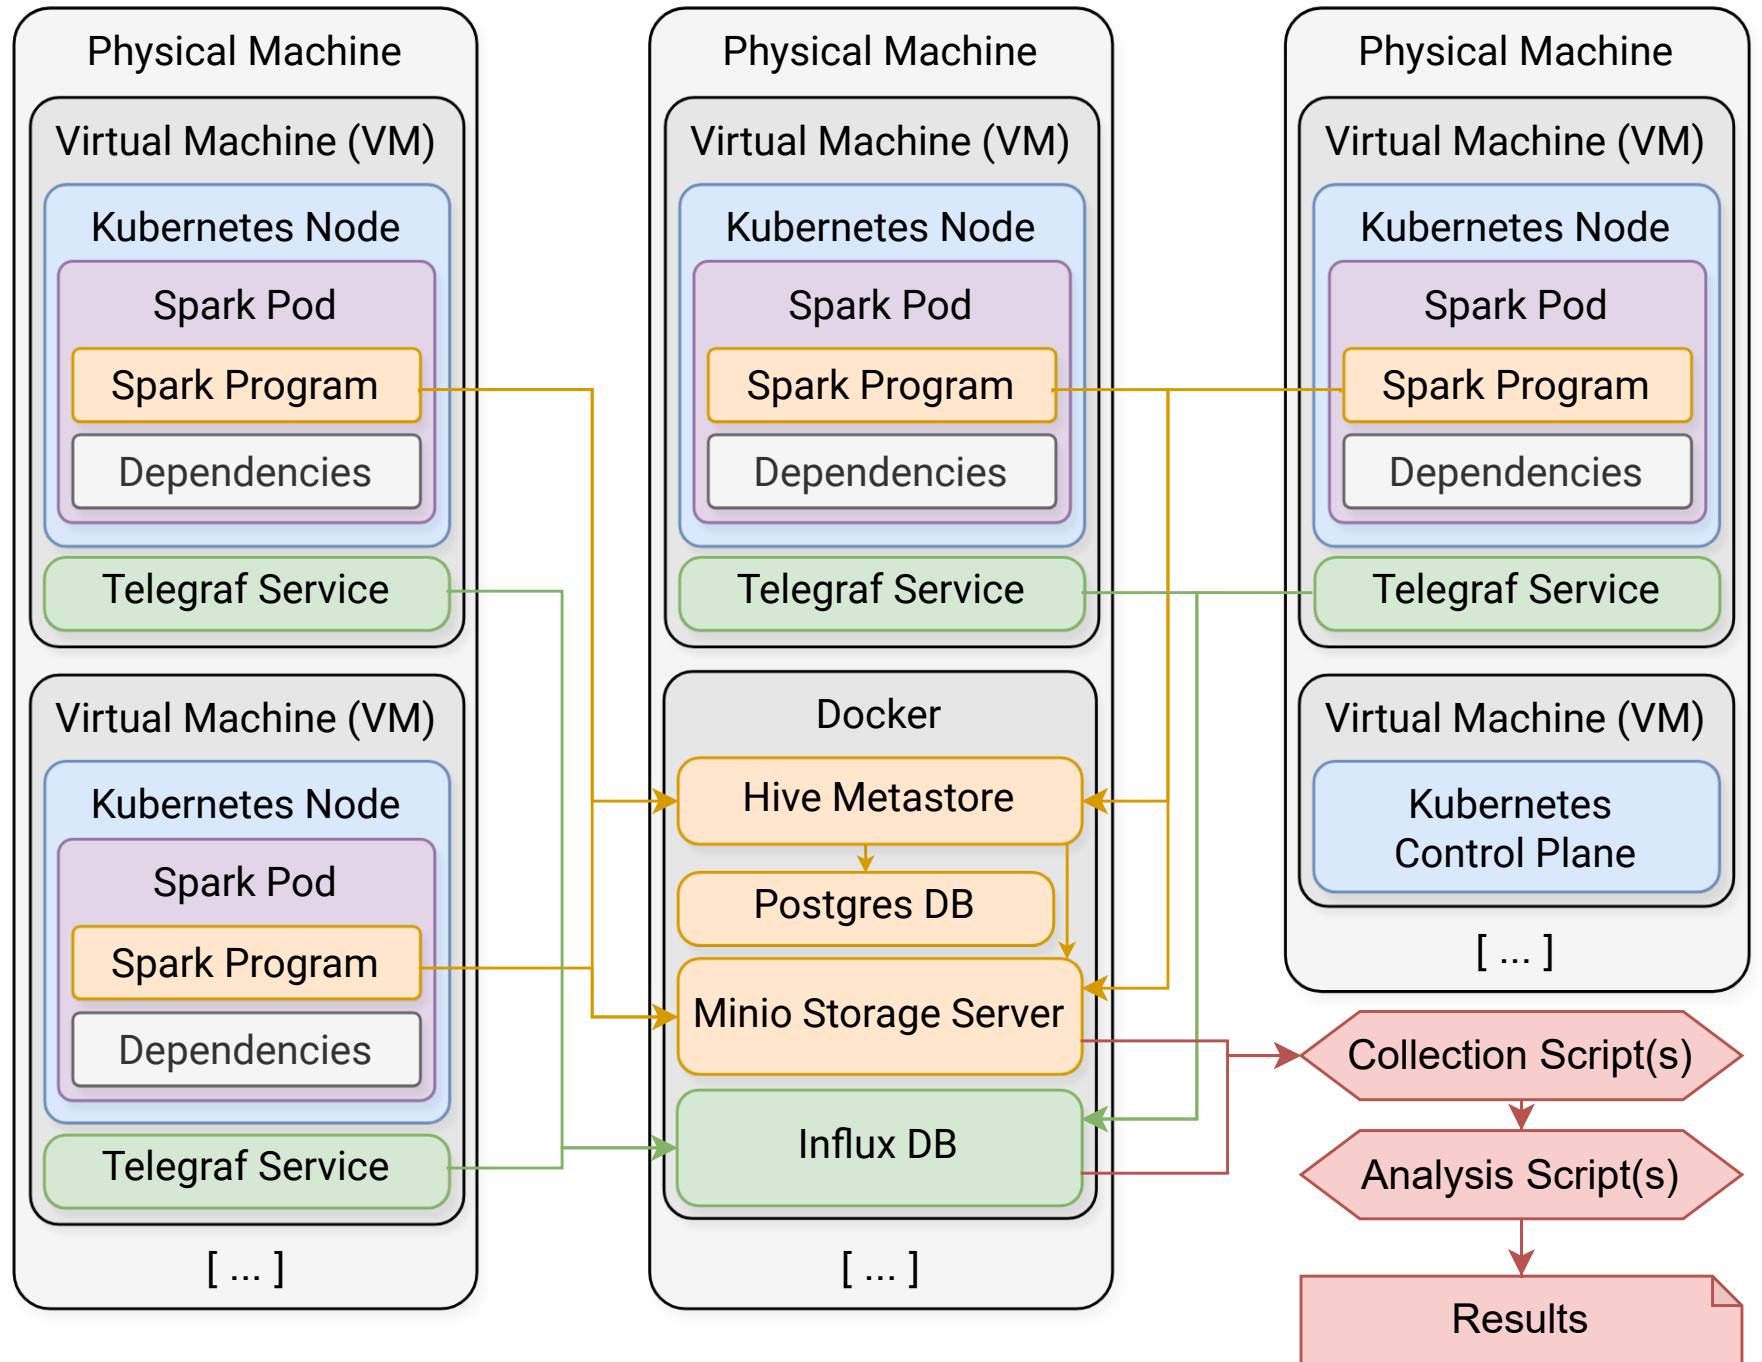 Physical Machine
Virtual Machine (VM)
Kubernetes Node
Spark Pod
Spark Program
Dependencies
Telegraf Service
Virtual Machine (VM)
Kubernetes Node
Spark Pod
Spark Program
Dependencies
Telegraf Service
[ ... ]
Physical Machine
Virtual Machine (VM)
Kubernetes Node
Spark Pod
Spark Program
Dependencies
Telegraf Service
Docker
Hive Metastore
Postgres DB
Minio Storage Server
Influx DB
[ ... ]
Physical Machine
Virtual Machine (VM)
Kubernetes Node
Spark Pod
Spark Program
Dependencies
Telegraf Service
Virtual Machine (VM)
Kubernetes
Control Plane
[ ... ]
Collection Script(s)
Analysis Script(s)
Results